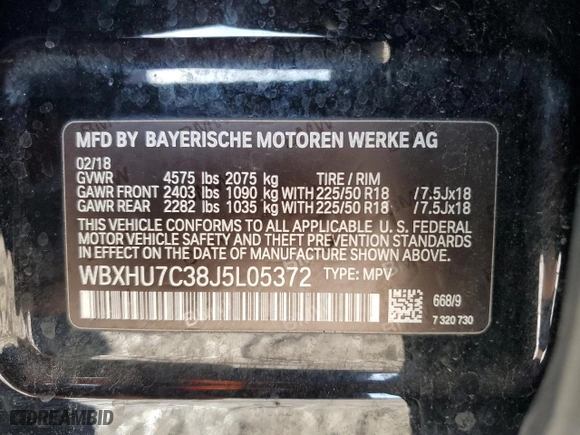 MFD BY BAYERISCHE MOTOREN WERKE AG
02/18
GVWR 4575 lbs 2075 kg TIRE / RIM
GAWR FRONT 2403 lbs 1090 kg WITH 225/50 R18 /7.5Jx18
GAWR REAR 2282 lbs 1035 kg WITH 225/50 R18 /7.5Jx18
THIS VEHICLE CONFORMS TO ALL APPLICABLE U. S. FEDERAL
MOTOR VEHICLE SAFETY AND THEFT PREVENTION STANDARDS
IN EFFECT ON THE DATE OF MANUFACTURE SHOWN ABOVE.
WBXHU7C38J5L05372 TYPE: MPV
668/9
7 320 730
DREAMBID